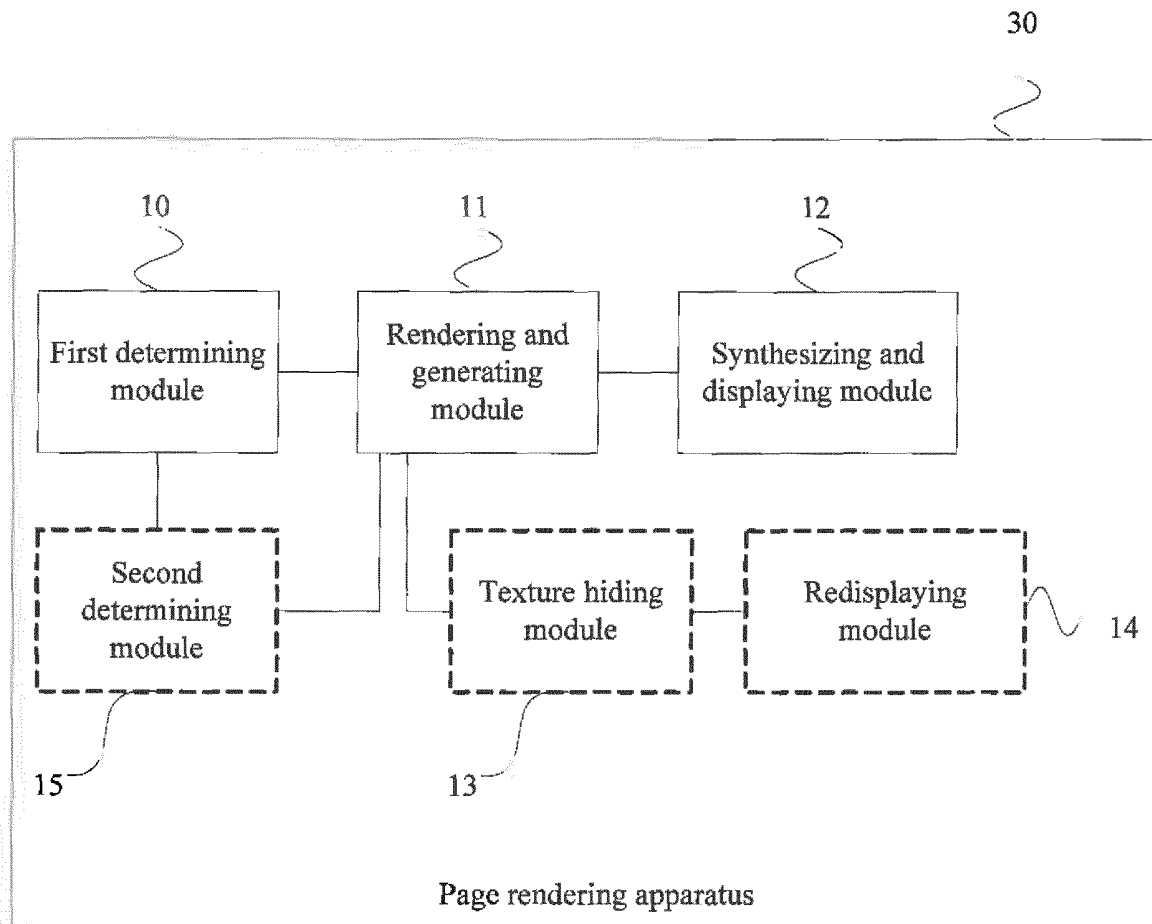 30
10
11
12
First determining
module
Rendering and
generating
module
Synthesizing and
displaying module
Second
determining
module
Texture hiding
module
Redisplaying
module
14
15
13
Page rendering apparatus